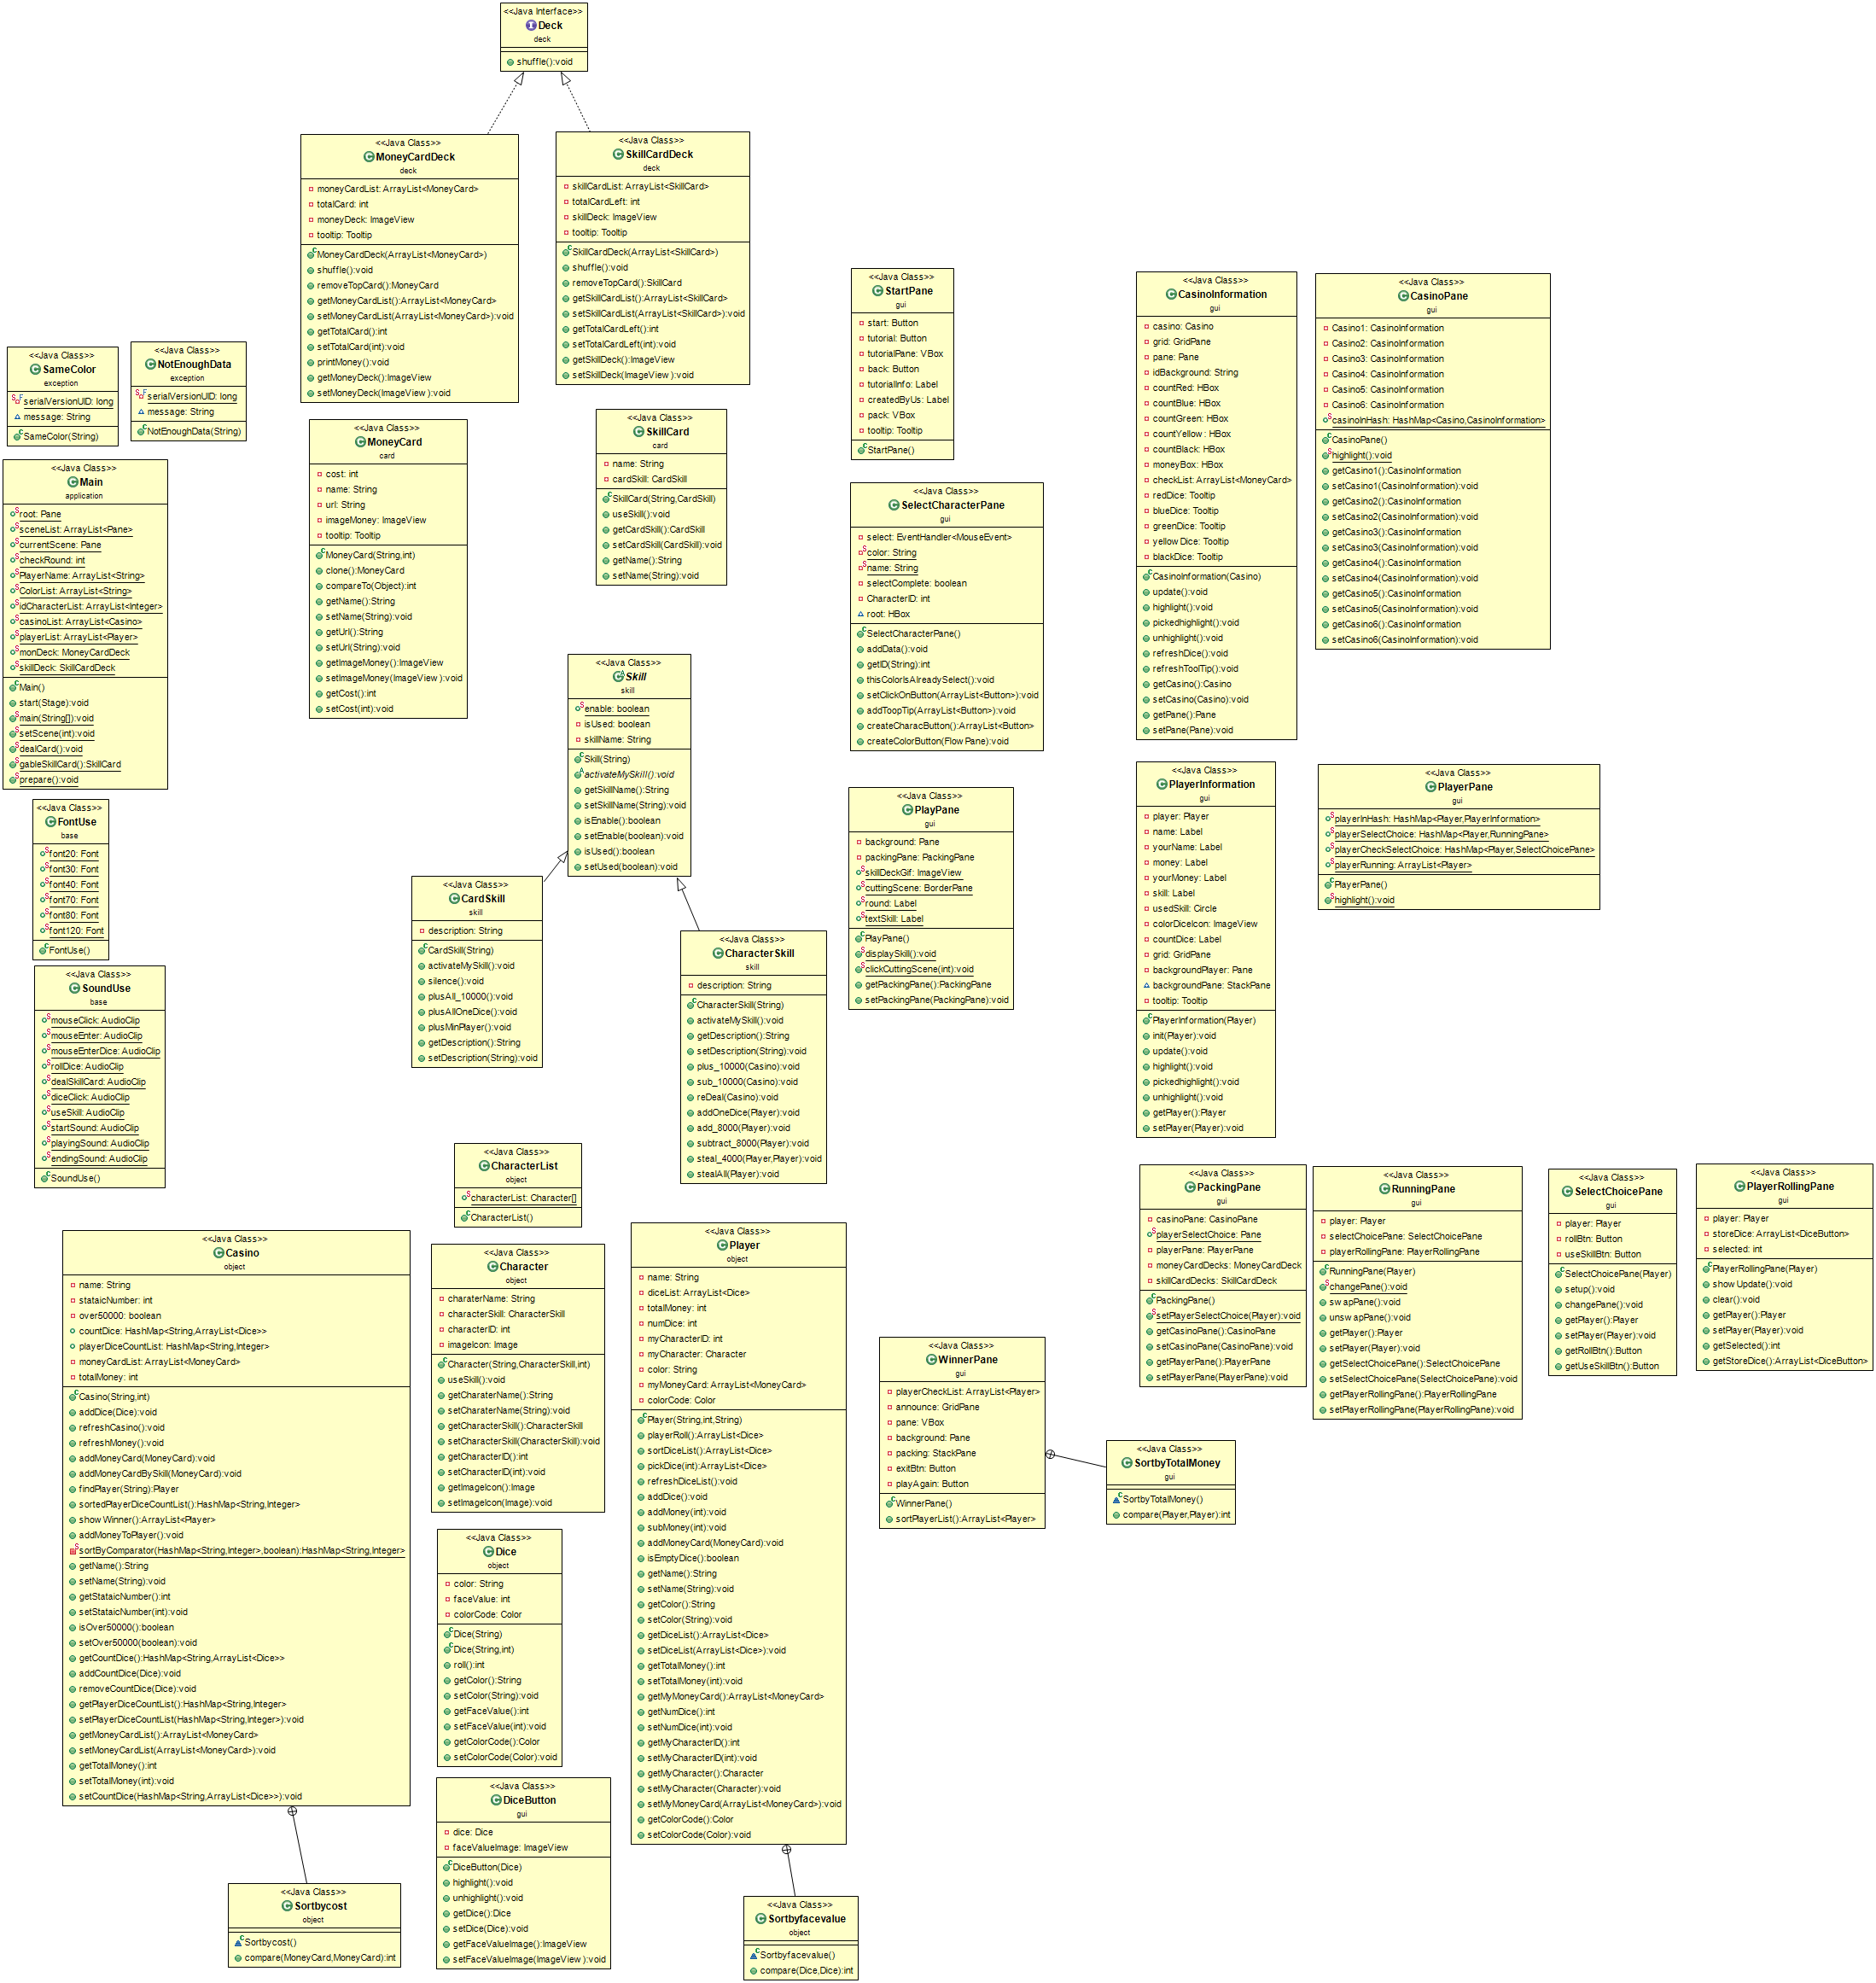 <<Java Interface>>
Deck
deck
shuffle():void
<<Java Class>>
MoneyCardDeck
deck
moneyCardList: ArrayList<MoneyCard>
totalCard: int
moneyDeck: ImageView
tooltip: Tooltip
MoneyCardDeck(ArrayList<MoneyCard>)
shuffle():void
removeTopCard():MoneyCard
getMoneyCardList():ArrayList<MoneyCard>
setMoneyCardList(ArrayList<MoneyCard>):void
getTotalCard():int
setTotalCard(int):void
printMoney():void
getMoneyDeck():ImageView
setMoneyDeck(ImageView):void
<<Java Class>>
SkillCardDeck
deck
skillCardList: ArrayList<SkillCard>
totalCardLeft: int
skillDeck: ImageView
tooltip: Tooltip
SkillCardDeck(ArrayList<SkillCard>)
shuffle():void
removeTopCard():SkillCard
getSkillCardList():ArrayList<SkillCard>
setSkillCardList(ArrayList<SkillCard>):void
getTotalCardLeft():int
setTotalCardLeft(int):void
getSkillDeck():ImageView
setSkillDeck(ImageView):void
<<Java Class>>
StartPane
gui
start: Button
tutorial: Button
tutorialPane: VBox
back: Button
tutorialInfo: Label
createdByUs: Label
pack: VBox
tooltip: Tooltip
StartPane()
<<Java Class>>
CasinoInformation
gui
casino: Casino
grid: GridPane
pane: Pane
idBackground: String
countRed: HBox
countBlue: HBox
countGreen: HBox
countYellow: HBox
countBlack: HBox
moneyBox: HBox
checkList: ArrayList<MoneyCard>
redDice: Tooltip
blueDice: Tooltip
greenDice: Tooltip
yellowDice: Tooltip
blackDice: Tooltip
CasinoInformation(Casino)
update():void
highlight():void
pickedhighlight():void
unhighlight():void
refreshDice():void
refreshToolTip():void
getCasino():Casino
setCasino(Casino):void
getPane():Pane
setPane(Pane):void
<<Java Class>>
CasinoPane
gui
Casino1: CasinoInformation
Casino2: CasinoInformation
Casino3: CasinoInformation
Casino4: CasinoInformation
Casino5: CasinoInformation
Casino6: CasinoInformation
casinoInHash: HashMap<Casino,CasinoInformation>
CasinoPane()
highlight():void
getCasino1():CasinoInformation
setCasino1(CasinoInformation):void
getCasino2():CasinoInformation
setCasino2(CasinoInformation):void
getCasino3():CasinoInformation
setCasino3(CasinoInformation):void
getCasino4():CasinoInformation
setCasino4(CasinoInformation):void
getCasino5():CasinoInformation
setCasino5(CasinoInformation):void
getCasino6():CasinoInformation
setCasino6(CasinoInformation):void
<<Java Class>>
SameColor
exception
serialVersionUID: long
message: String
SameColor(String)
<<Java Class>>
NotEnoughData
exception
serialVersionUID: long
message: String
NotEnoughData(String)
<<Java Class>>
MoneyCard
card
cost: int
name: String
url: String
imageMoney: ImageView
tooltip: Tooltip
MoneyCard(String,int)
clone():MoneyCard
compareTo(Object):int
getName():String
setName(String):void
getUrl():String
setUrl(String):void
getImageMoney():ImageView
setImageMoney(ImageView):void
getCost():int
setCost(int):void
<<Java Class>>
SkillCard
card
name: String
cardSkill: CardSkill
SkillCard(String,CardSkill)
useSkill():void
getCardSkill():CardSkill
setCardSkill(CardSkill):void
getName():String
setName(String):void
<<Java Class>>
Main
application
root: Pane
sceneList: ArrayList<Pane>
currentScene: Pane
checkRound: int
PlayerName: ArrayList<String>
ColorList: ArrayList<String>
idCharacterList: ArrayList<Integer>
casinoList: ArrayList<Casino>
playerList: ArrayList<Player>
monDeck: MoneyCardDeck
skillDeck: SkillCardDeck
Main()
start(Stage):void
main(String[]):void
setScene(int):void
dealCard():void
gableSkillCard():SkillCard
prepare():void
<<Java Class>>
SelectCharacterPane
gui
select: EventHandler<MouseEvent>
color: String
name: String
selectComplete: boolean
CharacterID: int
root: HBox
SelectCharacterPane()
addData():void
getID(String):int
thisColorIsAlreadySelect():void
setClickOnButton(ArrayList<Button>):void
addToopTip(ArrayList<Button>):void
createCharacButton():ArrayList<Button>
createColorButton(FlowPane):void
<<Java Class>>
Skill
skill
enable: boolean
isUsed: boolean
skillName: String
Skill(String)
activateMySkill():void
getSkillName():String
setSkillName(String):void
isEnable():boolean
setEnable(boolean):void
isUsed():boolean
setUsed(boolean):void
<<Java Class>>
FontUse
base
font20: Font
font30: Font
font40: Font
font70: Font
font80: Font
font120: Font
FontUse()
<<Java Class>>
CardSkill
skill
description: String
CardSkill(String)
activateMySkill():void
silence():void
plusAll_10000():void
plusAllOneDice():void
plusMinPlayer():void
getDescription():String
setDescription(String):void
<<Java Class>>
CharacterSkill
skill
description: String
CharacterSkill(String)
activateMySkill():void
getDescription():String
setDescription(String):void
plus_10000(Casino):void
sub_10000(Casino):void
reDeal(Casino):void
addOneDice(Player):void
add_8000(Player):void
subtract_8000(Player):void
steal_4000(Player,Player):void
stealAll(Player):void
<<Java Class>>
PlayPane
gui
background: Pane
packingPane: PackingPane
skillDeckGif: ImageView
cuttingScene: BorderPane
round: Label
textSkill: Label
PlayPane()
displaySkill():void
clickCuttingScene(int):void
getPackingPane():PackingPane
setPackingPane(PackingPane):void
<<Java Class>>
PlayerInformation
gui
player: Player
name: Label
yourName: Label
money: Label
yourMoney: Label
skill: Label
usedSkill: Circle
colorDiceIcon: ImageView
countDice: Label
grid: GridPane
backgroundPlayer: Pane
backgroundPane: StackPane
tooltip: Tooltip
PlayerInformation(Player)
init(Player):void
update():void
highlight():void
pickedhighlight():void
unhighlight():void
getPlayer():Player
setPlayer(Player):void
<<Java Class>>
PlayerPane
gui
playerInHash: HashMap<Player,PlayerInformation>
playerSelectChoice: HashMap<Player,RunningPane>
playerCheckSelectChoice: HashMap<Player,SelectChoicePane>
playerRunning: ArrayList<Player>
PlayerPane()
highlight():void
<<Java Class>>
SoundUse
base
mouseClick: AudioClip
mouseEnter: AudioClip
mouseEnterDice: AudioClip
rollDice: AudioClip
dealSkillCard: AudioClip
diceClick: AudioClip
useSkill: AudioClip
startSound: AudioClip
playingSound: AudioClip
endingSound: AudioClip
SoundUse()
<<Java Class>>
CharacterList
object
characterList: Character[]
CharacterList()
<<Java Class>>
PackingPane
gui
casinoPane: CasinoPane
playerSelectChoice: Pane
playerPane: PlayerPane
moneyCardDecks: MoneyCardDeck
skillCardDecks: SkillCardDeck
PackingPane()
setPlayerSelectChoice(Player):void
getCasinoPane():CasinoPane
setCasinoPane(CasinoPane):void
getPlayerPane():PlayerPane
setPlayerPane(PlayerPane):void
<<Java Class>>
RunningPane
gui
player: Player
selectChoicePane: SelectChoicePane
playerRollingPane: PlayerRollingPane
RunningPane(Player)
changePane():void
swapPane():void
unswapPane():void
getPlayer():Player
setPlayer(Player):void
getSelectChoicePane():SelectChoicePane
setSelectChoicePane(SelectChoicePane):void
getPlayerRollingPane():PlayerRollingPane
setPlayerRollingPane(PlayerRollingPane):void
<<Java Class>>
SelectChoicePane
gui
player: Player
rollBtn: Button
useSkillBtn: Button
SelectChoicePane(Player)
setup():void
changePane():void
getPlayer():Player
setPlayer(Player):void
getRollBtn():Button
getUseSkillBtn():Button
<<Java Class>>
PlayerRollingPane
gui
player: Player
storeDice: ArrayList<DiceButton>
selected: int
PlayerRollingPane(Player)
showUpdate():void
clear():void
getPlayer():Player
setPlayer(Player):void
getSelected():int
getStoreDice():ArrayList<DiceButton>
<<Java Class>>
Casino
object
name: String
stataicNumber: int
over50000: boolean
countDice: HashMap<String,ArrayList<Dice>>
playerDiceCountList: HashMap<String,Integer>
moneyCardList: ArrayList<MoneyCard>
totalMoney: int
Casino(String,int)
addDice(Dice):void
refreshCasino():void
refreshMoney():void
addMoneyCard(MoneyCard):void
addMoneyCardBySkill(MoneyCard):void
findPlayer(String):Player
sortedPlayerDiceCountList():HashMap<String,Integer>
showWinner():ArrayList<Player>
addMoneyToPlayer():void
sortByComparator(HashMap<String,Integer>,boolean):HashMap<String,Integer>
getName():String
setName(String):void
getStataicNumber():int
setStataicNumber(int):void
isOver50000():boolean
setOver50000(boolean):void
getCountDice():HashMap<String,ArrayList<Dice>>
addCountDice(Dice):void
removeCountDice(Dice):void
getPlayerDiceCountList():HashMap<String,Integer>
setPlayerDiceCountList(HashMap<String,Integer>):void
getMoneyCardList():ArrayList<MoneyCard>
setMoneyCardList(ArrayList<MoneyCard>):void
getTotalMoney():int
setTotalMoney(int):void
setCountDice(HashMap<String,ArrayList<Dice>>):void
<<Java Class>>
Character
object
charaterName: String
characterSkill: CharacterSkill
characterID: int
imageIcon: Image
Character(String,CharacterSkill,int)
useSkill():void
getCharaterName():String
setCharaterName(String):void
getCharacterSkill():CharacterSkill
setCharacterSkill(CharacterSkill):void
getCharacterID():int
setCharacterID(int):void
getImageIcon():Image
setImageIcon(Image):void
<<Java Class>>
Player
object
name: String
diceList: ArrayList<Dice>
totalMoney: int
numDice: int
myCharacterID: int
myCharacter: Character
color: String
myMoneyCard: ArrayList<MoneyCard>
colorCode: Color
Player(String,int,String)
playerRoll():ArrayList<Dice>
sortDiceList():ArrayList<Dice>
pickDice(int):ArrayList<Dice>
refreshDiceList():void
addDice():void
addMoney(int):void
subMoney(int):void
addMoneyCard(MoneyCard):void
isEmptyDice():boolean
getName():String
setName(String):void
getColor():String
setColor(String):void
getDiceList():ArrayList<Dice>
setDiceList(ArrayList<Dice>):void
getTotalMoney():int
setTotalMoney(int):void
getMyMoneyCard():ArrayList<MoneyCard>
getNumDice():int
setNumDice(int):void
getMyCharacterID():int
setMyCharacterID(int):void
getMyCharacter():Character
setMyCharacter(Character):void
setMyMoneyCard(ArrayList<MoneyCard>):void
getColorCode():Color
setColorCode(Color):void
<<Java Class>>
WinnerPane
gui
playerCheckList: ArrayList<Player>
announce: GridPane
pane: VBox
background: Pane
packing: StackPane
exitBtn: Button
playAgain: Button
WinnerPane()
sortPlayerList():ArrayList<Player>
<<Java Class>>
SortbyTotalMoney
gui
SortbyTotalMoney()
compare(Player,Player):int
<<Java Class>>
Dice
object
color: String
faceValue: int
colorCode: Color
Dice(String)
Dice(String,int)
roll():int
getColor():String
setColor(String):void
getFaceValue():int
setFaceValue(int):void
getColorCode():Color
setColorCode(Color):void
<<Java Class>>
DiceButton
gui
dice: Dice
faceValueImage: ImageView
DiceButton(Dice)
highlight():void
unhighlight():void
getDice():Dice
setDice(Dice):void
getFaceValueImage():ImageView
setFaceValueImage(ImageView):void
<<Java Class>>
Sortbycost
object
Sortbycost()
compare(MoneyCard,MoneyCard):int
<<Java Class>>
Sortbyfacevalue
object
Sortbyfacevalue()
compare(Dice,Dice):int